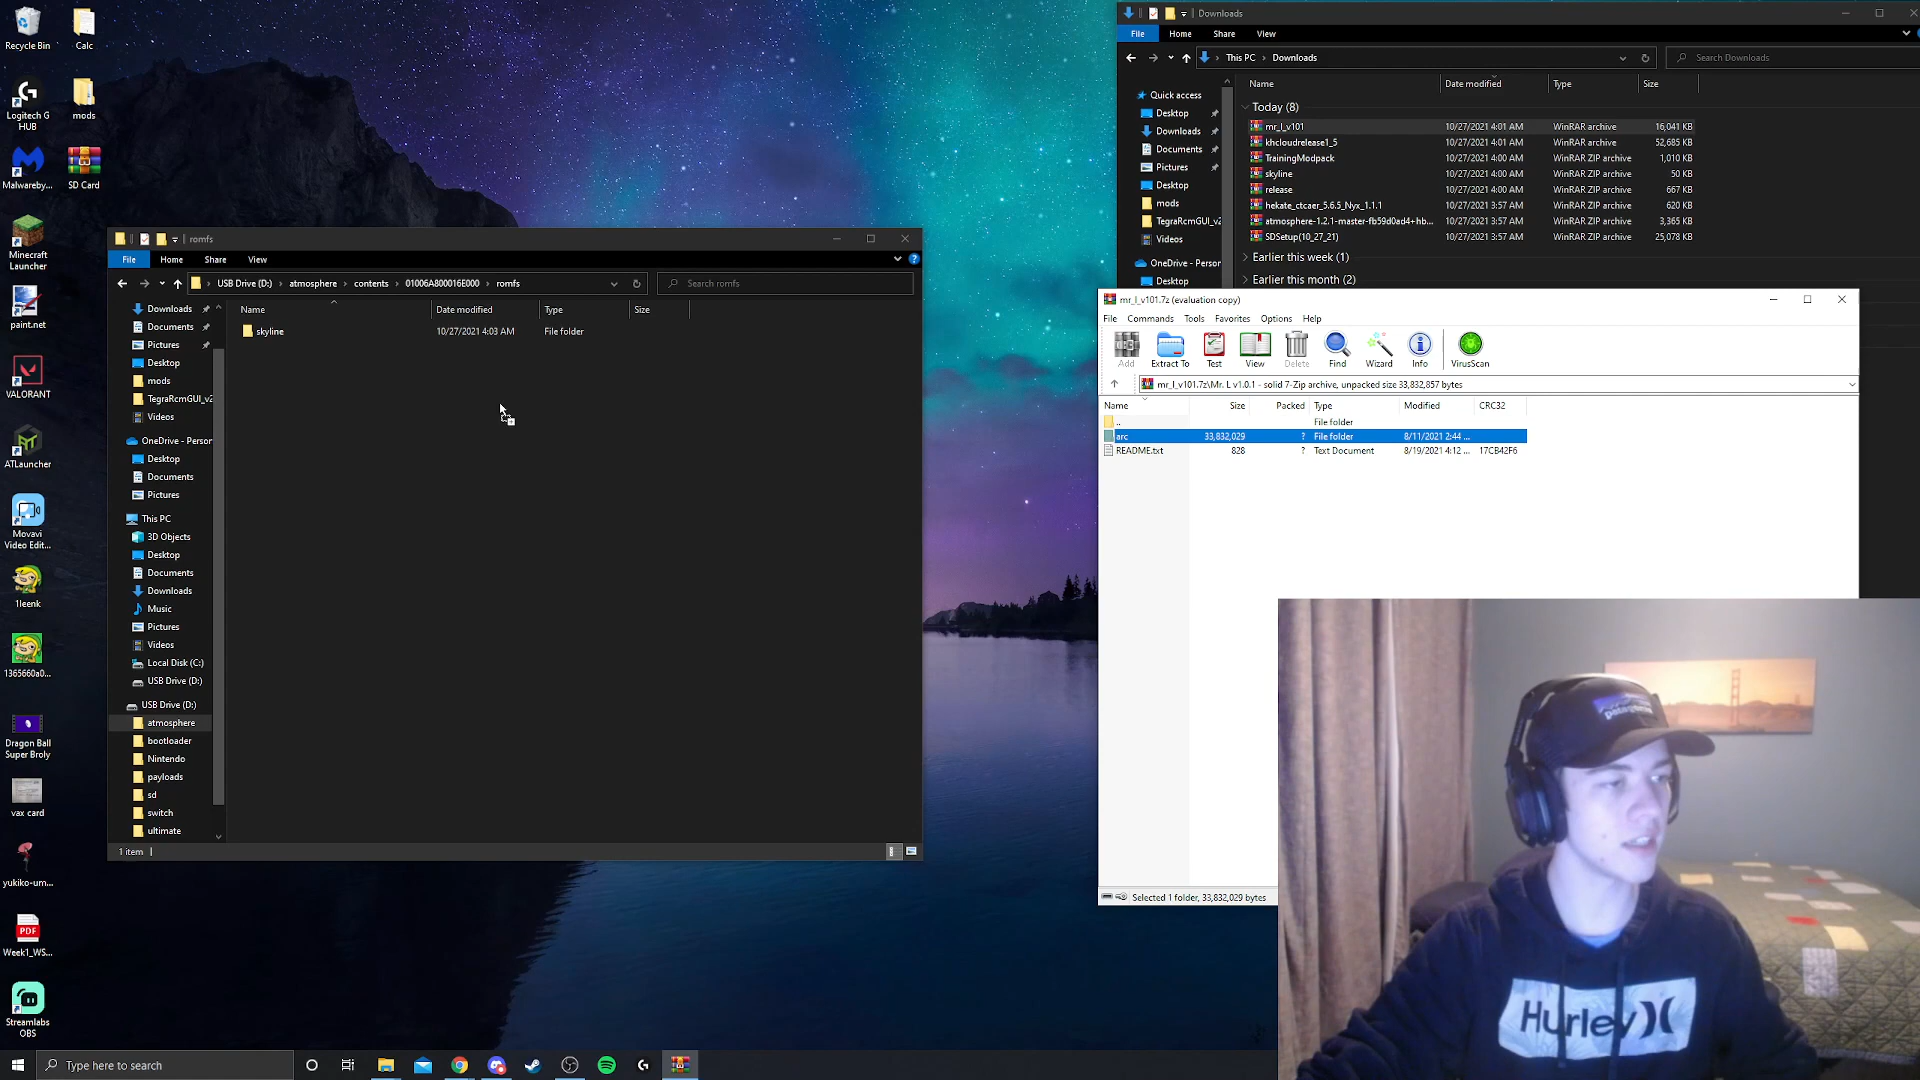 Recycle Bin
Calc
Logitech G
HUB
mods
Malwareby...
SD Card
Minecraft
Launcher
paint.net
VALORANT
ATLauncher
Movavi
Video Edit...
1leenk
1365660a0...
Dragon Ball
Super Broly
vax card
yukiko-um...
PDF
Week1_WS...
Streamlabs
OBS
romfs
File Home Share View
USB Drive (D:) › atmosphere › contents › 01006A800016E000 › romfs
Search romfs
Name Date modified Type Size
skyline 10/27/2021 4:03 AM File folder
Downloads
Documents
Pictures
Desktop
mods
TegraRcmGUI_v2
Videos
OneDrive - Person
Desktop
Documents
Pictures
This PC
3D Objects
Desktop
Documents
Downloads
Music
Pictures
Videos
Local Disk (C:)
USB Drive (D:)
USB Drive (D:)
atmosphere
bootloader
Nintendo
payloads
sd
switch
ultimate
1 item
Downloads
File Home Share View
This PC › Downloads
Search Downloads
Name Date modified Type Size
Quick access
Desktop
Downloads
Documents
Pictures
Desktop
mods
TegraRcmGUI_v2
Videos
OneDrive - Person
Desktop
Today (8)
mr_l_v101 10/27/2021 4:01 AM WinRAR archive 16,041 KB
khcloudrelease1_5 10/27/2021 4:01 AM WinRAR archive 52,685 KB
TrainingModpack 10/27/2021 4:00 AM WinRAR ZIP archive 1,010 KB
skyline 10/27/2021 4:00 AM WinRAR ZIP archive 50 KB
release 10/27/2021 4:00 AM WinRAR ZIP archive 667 KB
hekate_ctcaer_5.6.5_Nyx_1.1.1 10/27/2021 3:57 AM WinRAR ZIP archive 620 KB
atmosphere-1.2.1-master-fb59d0ad4+hb... 10/27/2021 3:57 AM WinRAR ZIP archive 3,365 KB
SDSetup(10_27_21) 10/27/2021 3:57 AM WinRAR ZIP archive 25,078 KB
Earlier this week (1)
Earlier this month (2)
mr_l_v101.7z (evaluation copy)
File Commands Tools Favorites Options Help
Add Extract To Test View Delete Find Wizard Info VirusScan
mr_l_v101.7z\Mr. L v1.0.1 - solid 7-Zip archive, unpacked size 33,832,857 bytes
Name Size Packed Type Modified CRC32
.. File folder
arc 33,832,029 ? File folder 8/11/2021 2:44 ...
README.txt 828 ? Text Document 8/19/2021 4:12 ... 17CB42F6
Selected 1 folder, 33,832,029 bytes
Hurley
Type here to search